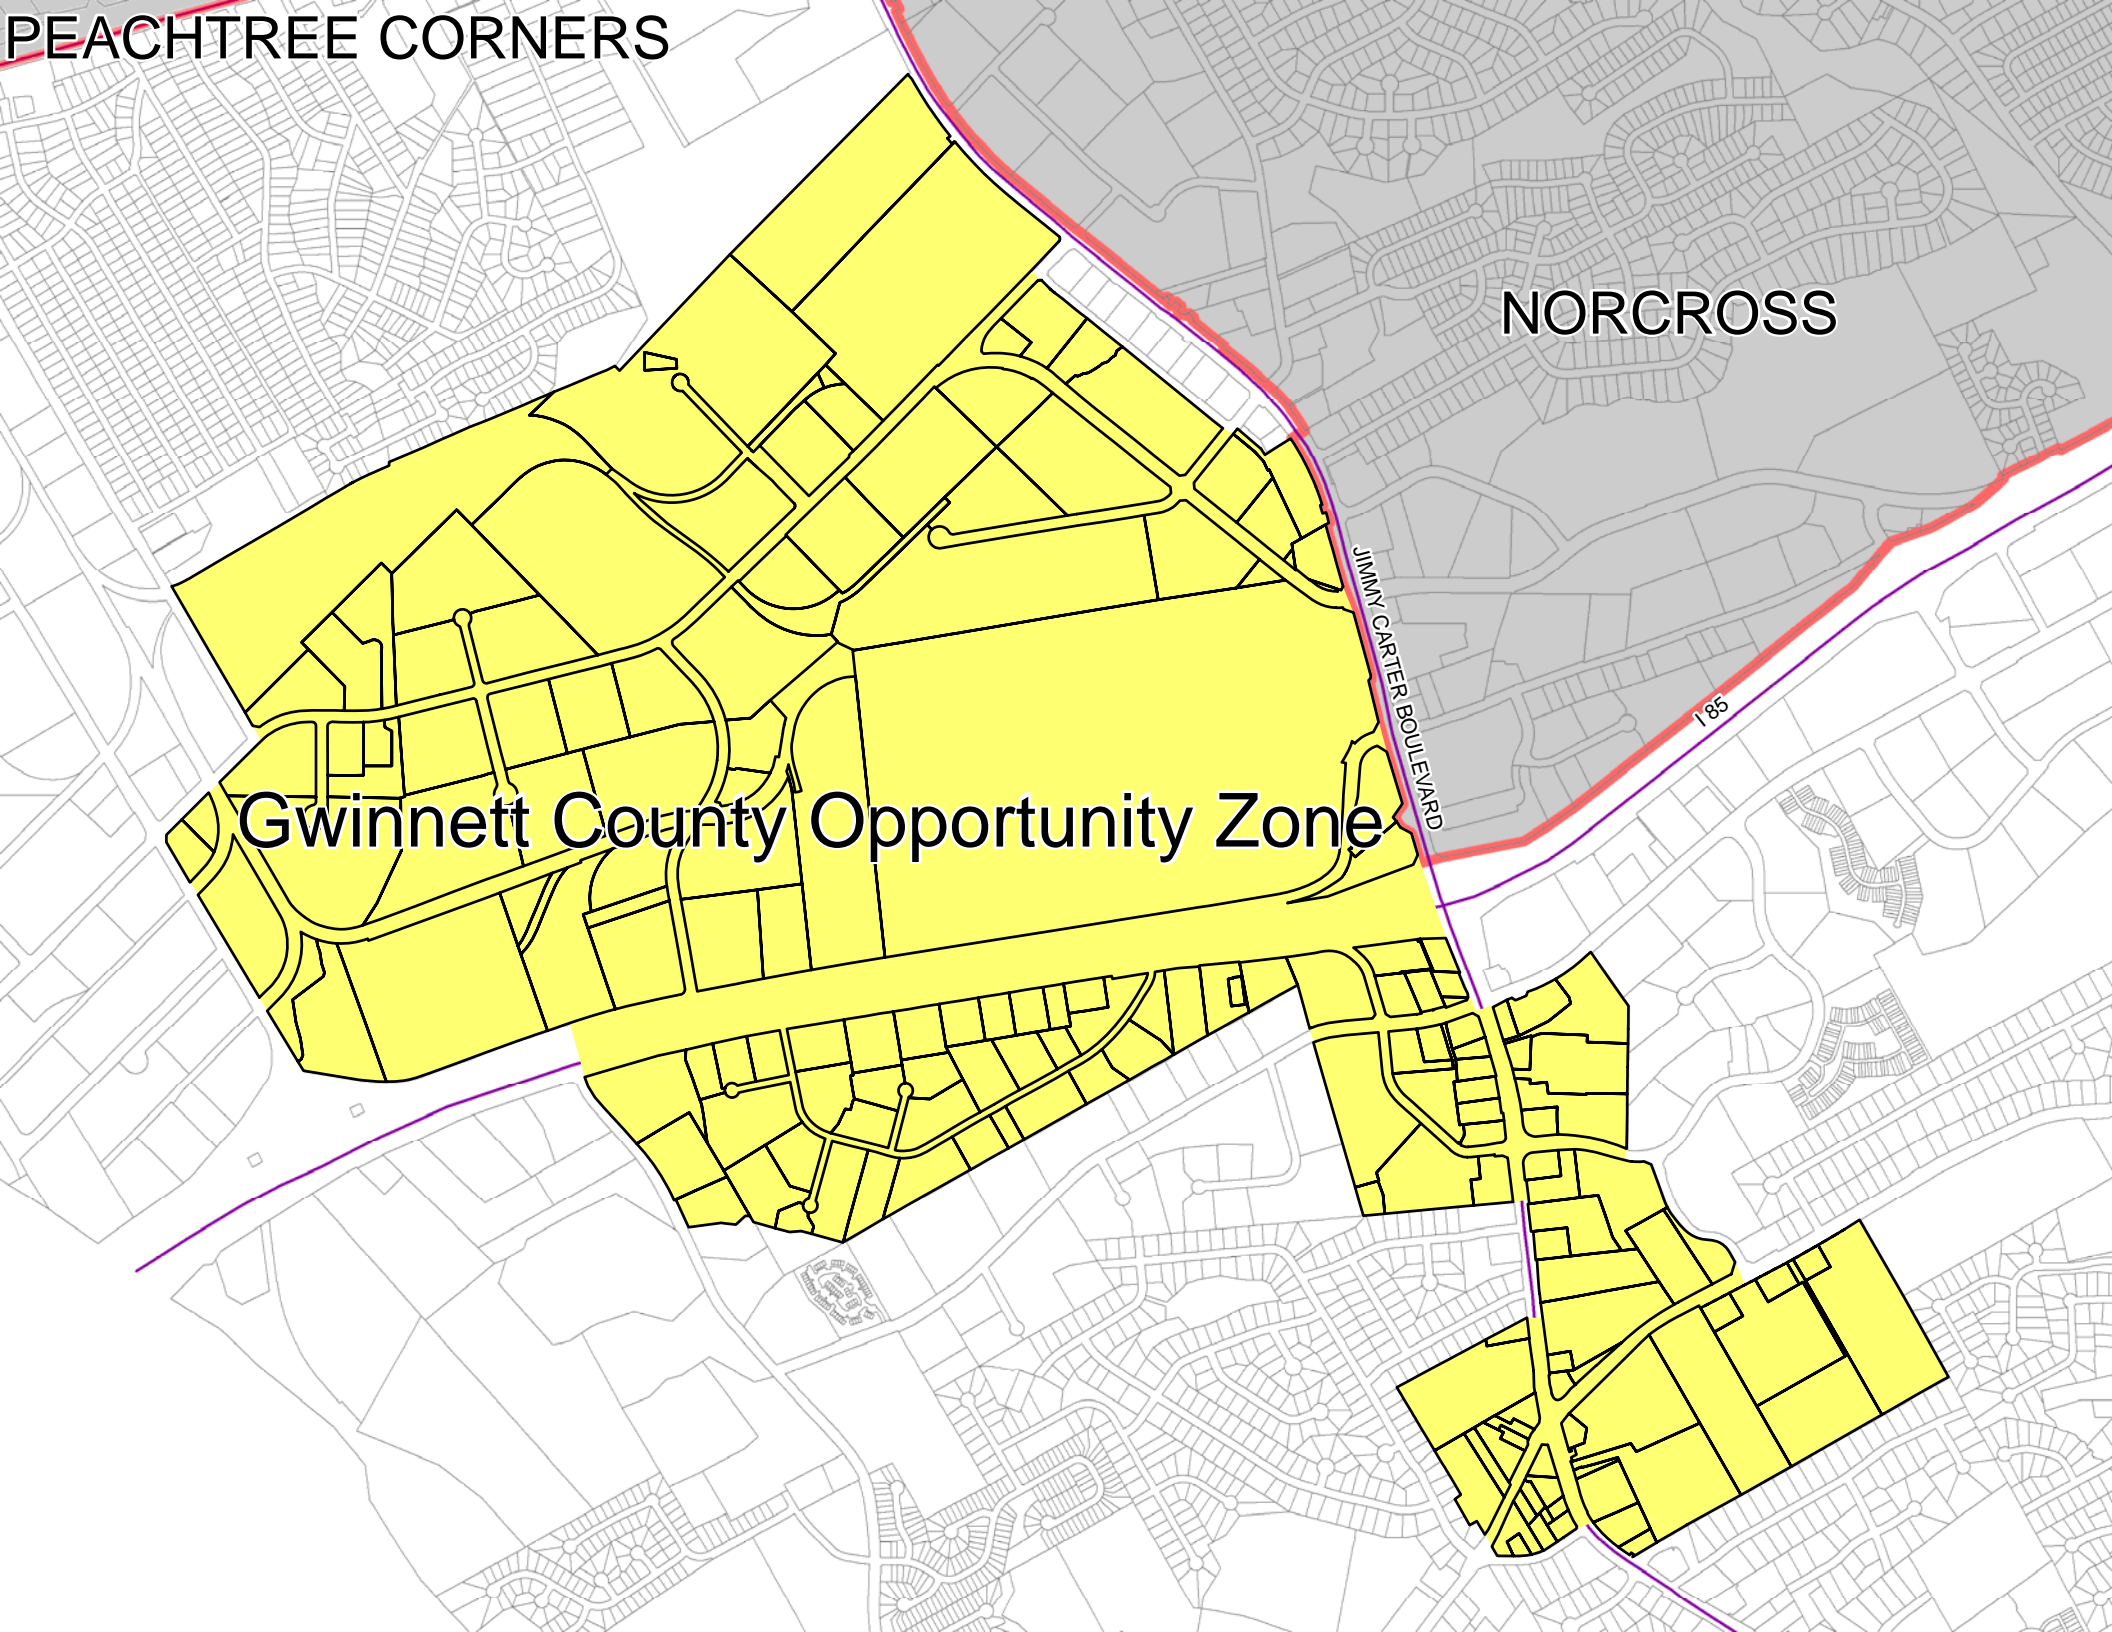 PEACHTREE CORNERS
NORCROSS
JIMMY CARTER BOULEVARD
I 85
Gwinnett County Opportunity Zone